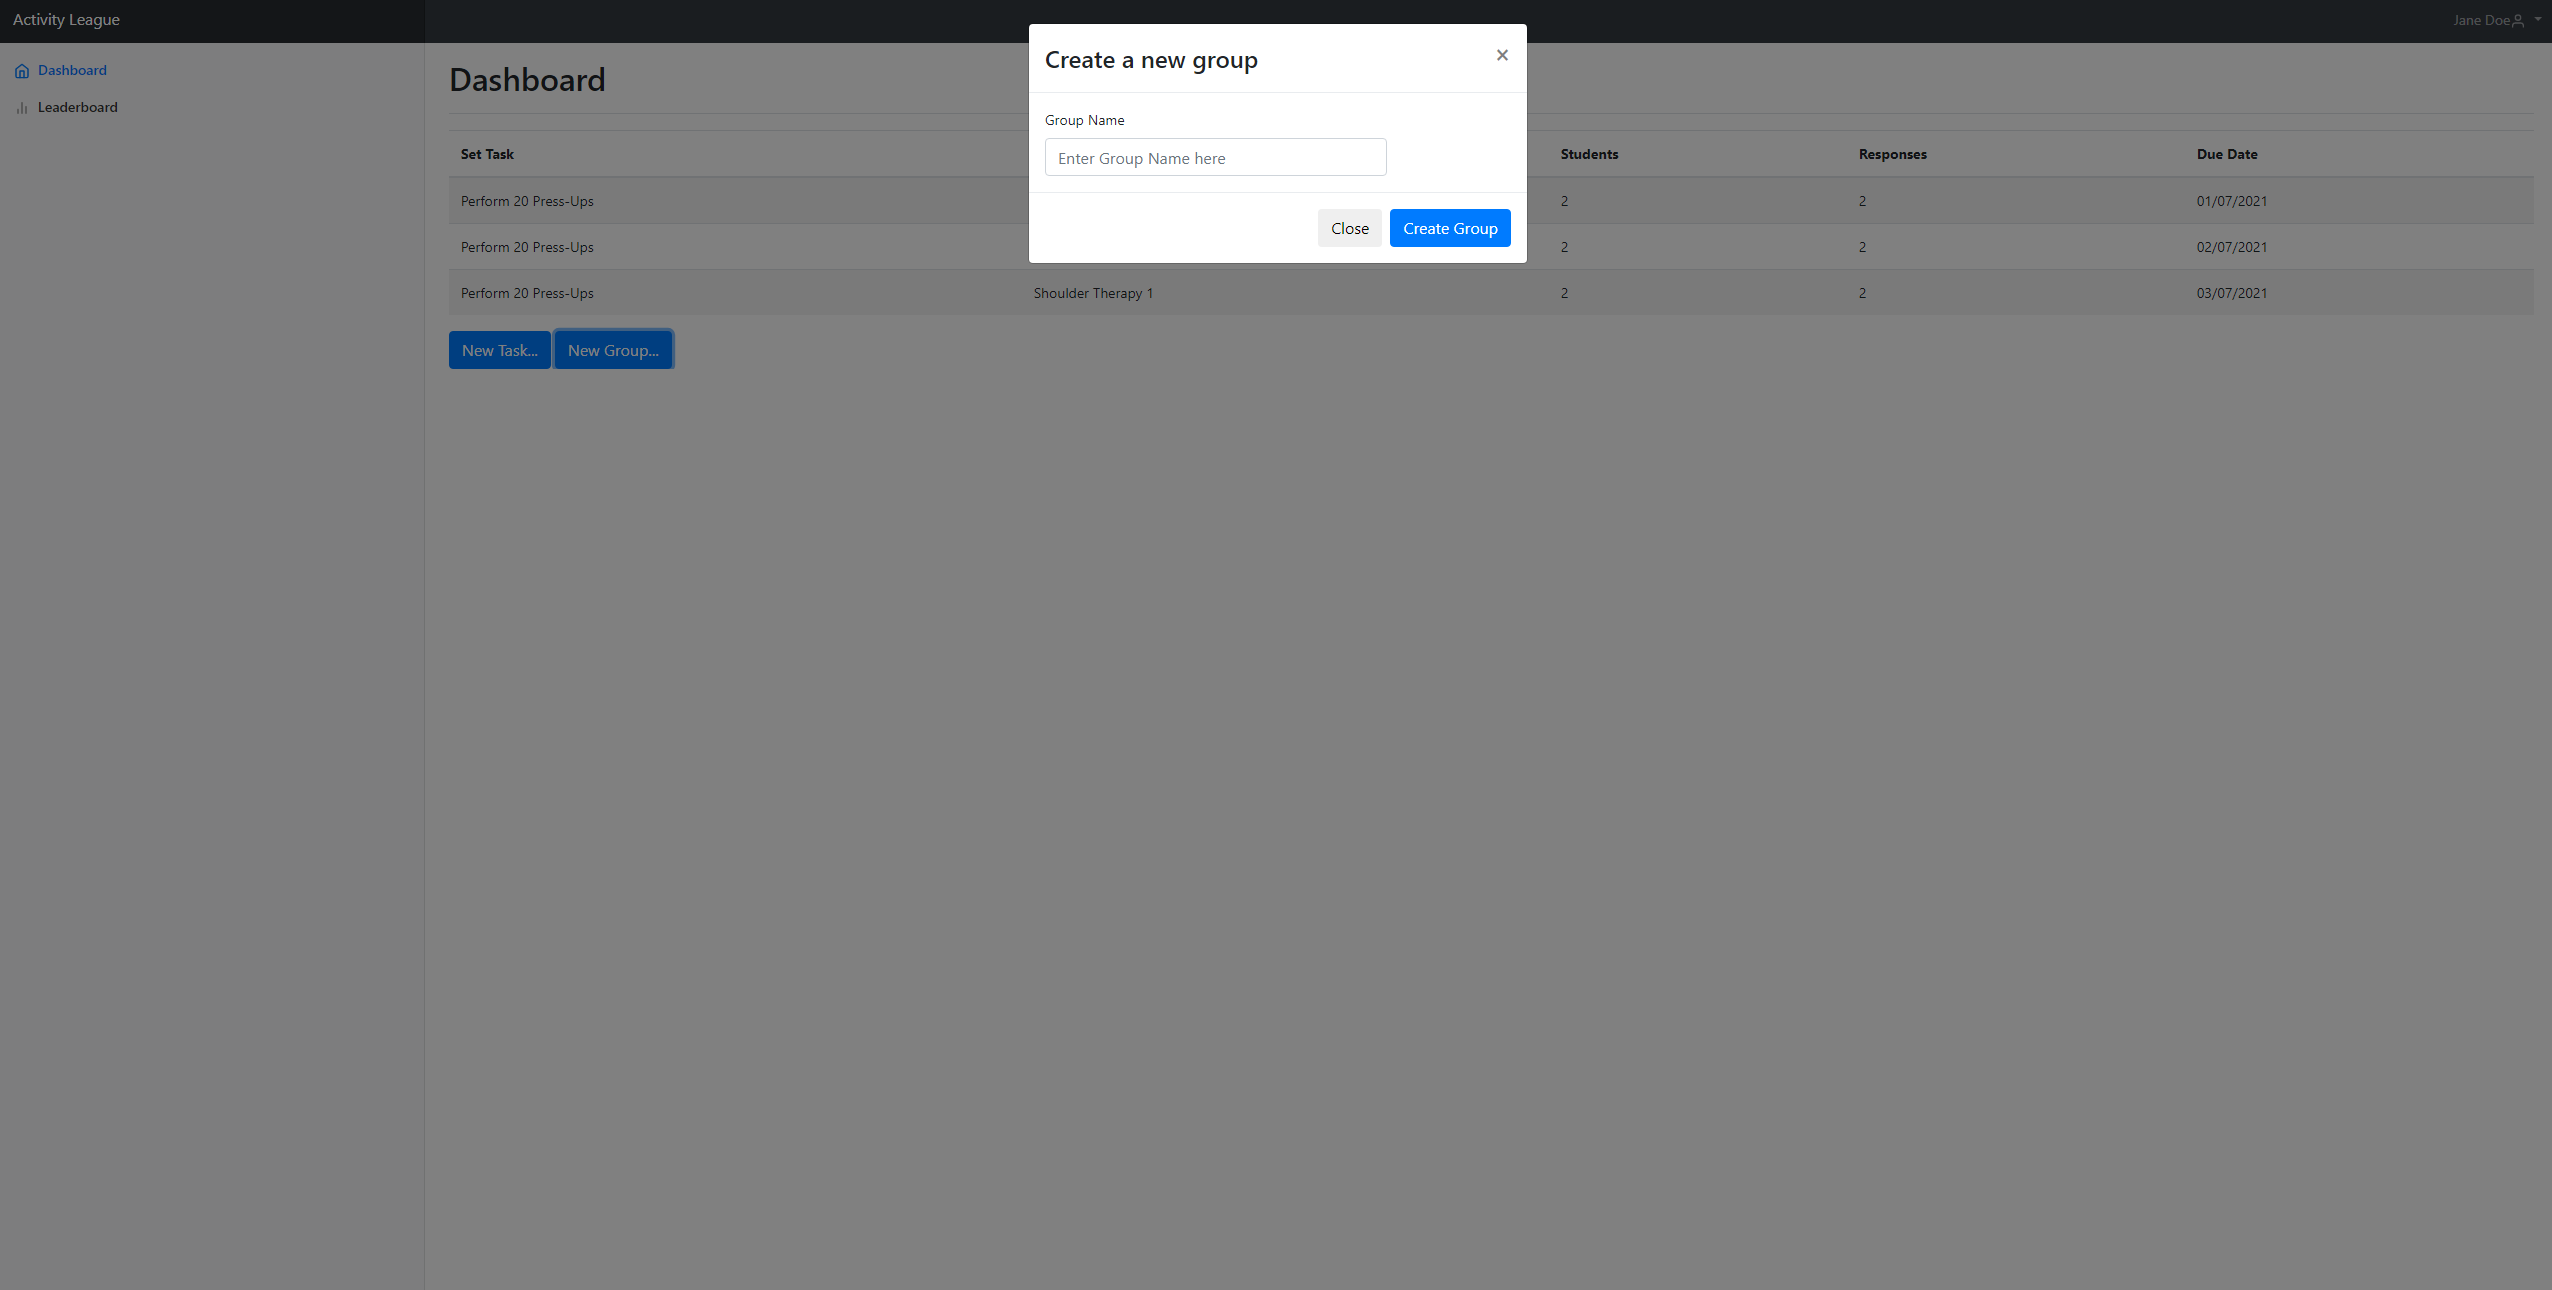 Activity League
Jane Doe
Dashboard
Leaderboard
Dashboard
Create a new group
×
Group Name
Enter Group Name here
Close
Create Group
Set Task Students Responses Due Date
Perform 20 Press-Ups 2 2 01/07/2021
Perform 20 Press-Ups 2 2 02/07/2021
Perform 20 Press-Ups Shoulder Therapy 1 2 2 03/07/2021
New Task...
New Group...